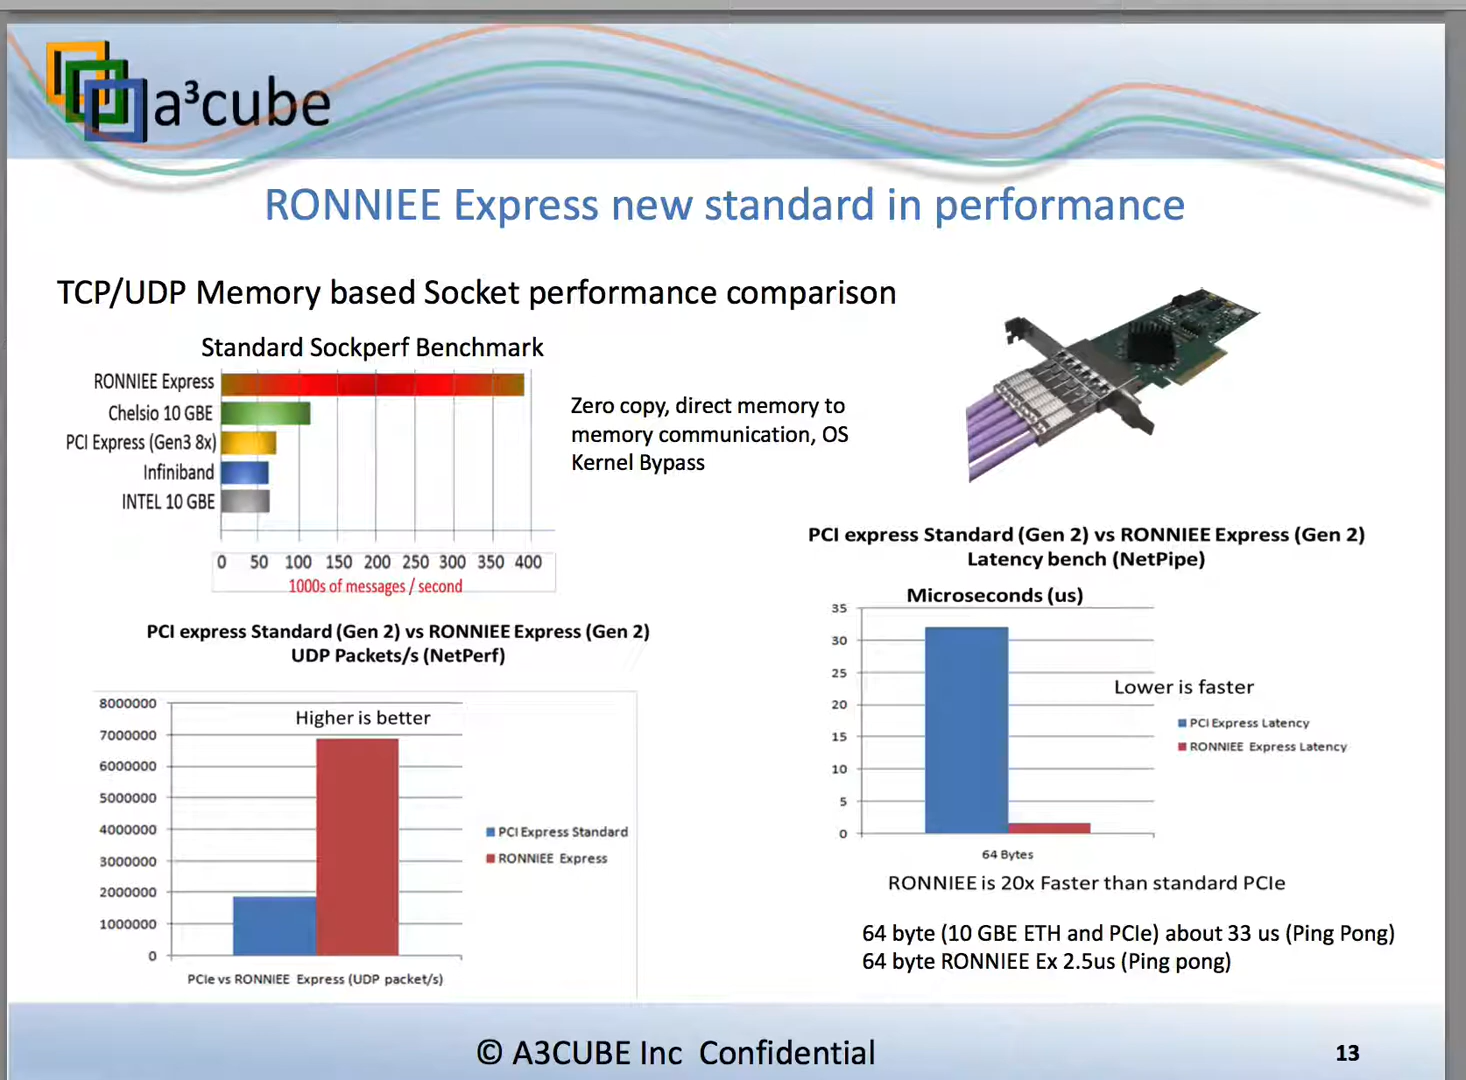 a³cube
RONNIEE Express new standard in performance
TCP/UDP Memory based Socket performance comparison
Standard Sockperf Benchmark
RONNIEE Express
Chelsio 10 GBE
PCI Express (Gen3 8x)
Infiniband
INTEL 10 GBE
0 50 100 150 200 250 300 350 400
1000s of messages / second
Zero copy, direct memory to
memory communication, OS
Kernel Bypass
PCI express Standard (Gen 2) vs RONNIEE Express (Gen 2)
UDP Packets/s (NetPerf)
8000000
7000000
6000000
5000000
4000000
3000000
2000000
1000000
0
Higher is better
PCI Express Standard
RONNIEE Express
PCIe vs RONNIEE Express (UDP packet/s)
PCI express Standard (Gen 2) vs RONNIEE Express (Gen 2)
Latency bench (NetPipe)
Microseconds (us)
35
30
25
20
15
10
5
0
Lower is faster
PCI Express Latency
RONNIEE Express Latency
64 Bytes
RONNIEE is 20x Faster than standard PCIe
64 byte (10 GBE ETH and PCIe) about 33 us (Ping Pong)
64 byte RONNIEE Ex 2.5us (Ping pong)
© A3CUBE Inc Confidential
13